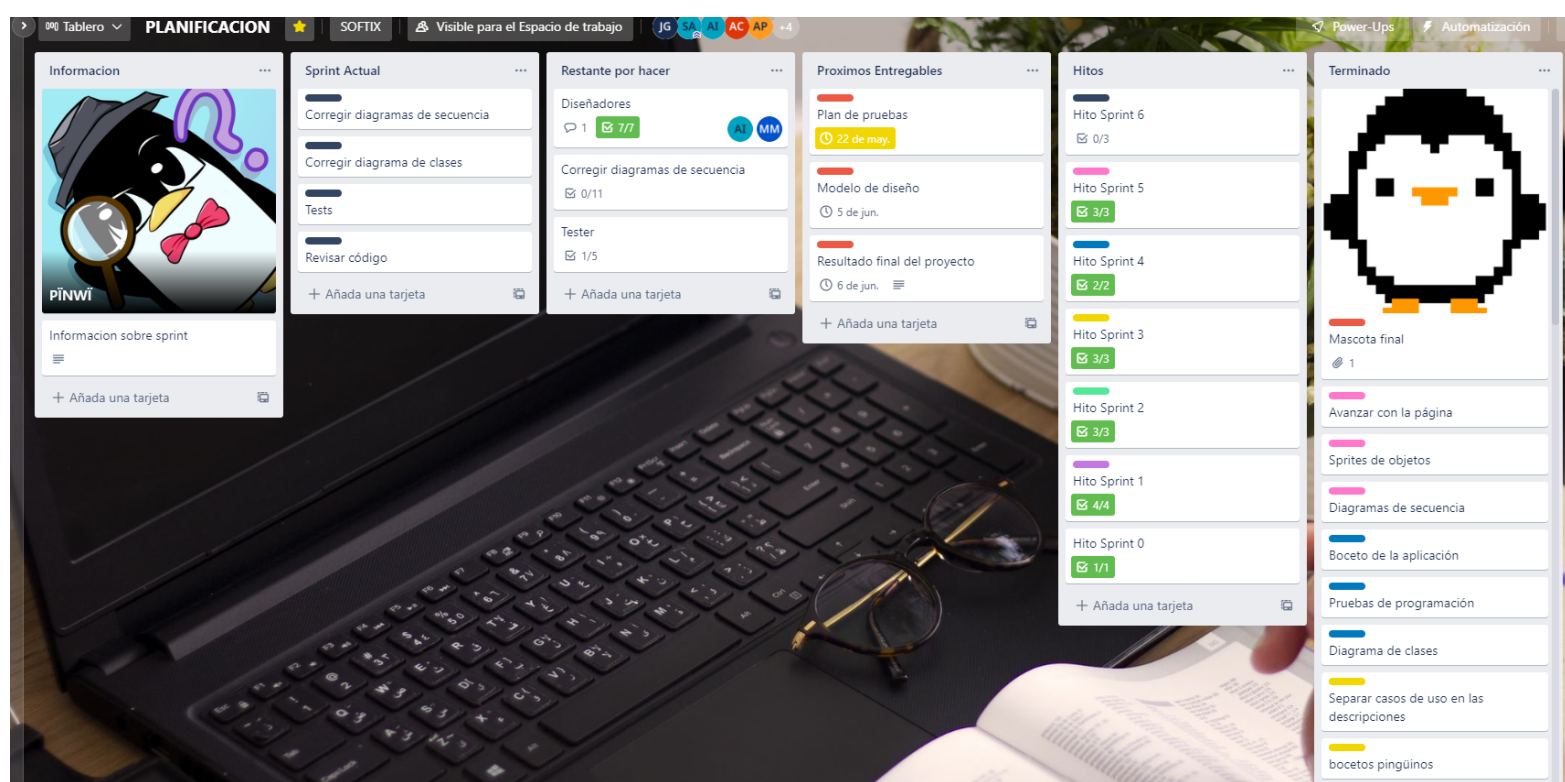 Tablero
PLANIFICACION
SOFTIX
Visible para el Espacio de trabajo
JG
SA
AI
AC
AP
+4
Power-Ups
Automatización
Informacion
PÏNWÏ
Informacion sobre sprint
+ Añada una tarjeta
Sprint Actual
Corregir diagramas de secuencia
Corregir diagrama de clases
Tests
Revisar código
+ Añada una tarjeta
Restante por hacer
Diseñadores
1
7/7
AI
MM
Corregir diagramas de secuencia
0/11
Tester
1/5
+ Añada una tarjeta
Proximos Entregables
Plan de pruebas
22 de may.
Modelo de diseño
5 de jun.
Resultado final del proyecto
6 de jun.
+ Añada una tarjeta
Hitos
Hito Sprint 6
0/3
Hito Sprint 5
3/3
Hito Sprint 4
2/2
Hito Sprint 3
3/3
Hito Sprint 2
3/3
Hito Sprint 1
4/4
Hito Sprint 0
1/1
+ Añada una tarjeta
Terminado
Mascota final
1
Avanzar con la página
Sprites de objetos
Diagramas de secuencia
Boceto de la aplicación
Pruebas de programación
Diagrama de clases
Separar casos de uso en las
descripciones
bocetos pingüinos